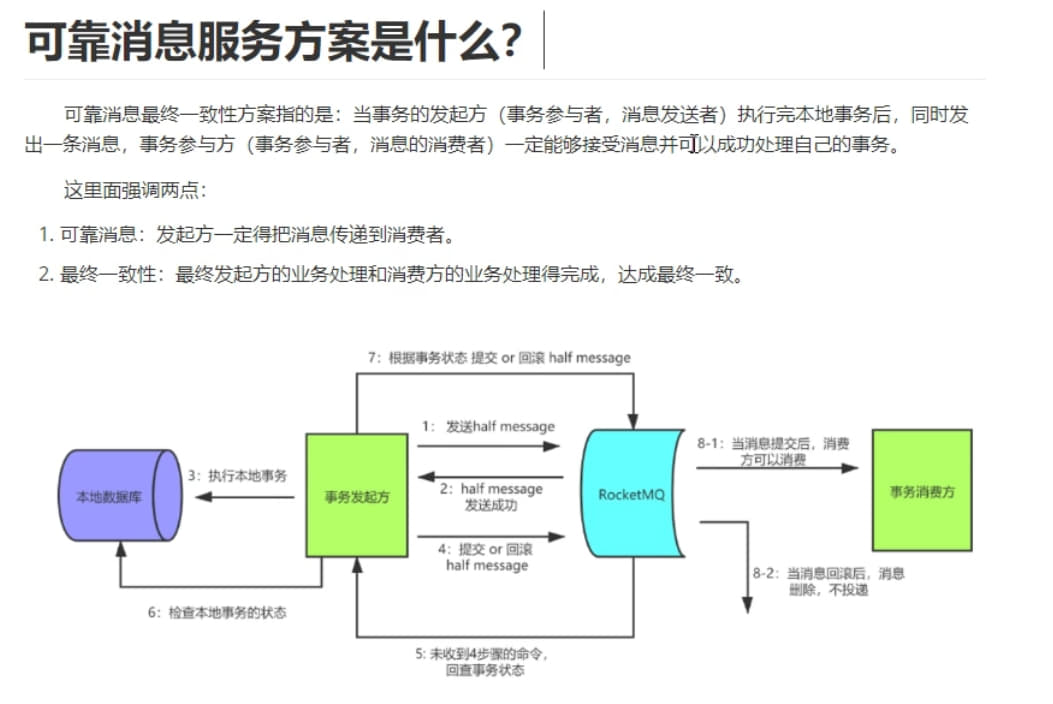 可靠消息服务方案是什么？
可靠消息最终一致性方案指的是：当事务的发起方（事务参与者，消息发送者）执行完本地事务后，同时发
出一条消息，事务参与方（事务参与者，消息的消费者）一定能够接受消息并可以成功处理自己的事务。
这里面强调两点：
1. 可靠消息：发起方一定得把消息传递到消费者。
2. 最终一致性：最终发起方的业务处理和消费方的业务处理得完成，达成最终一致。
7：根据事务状态 提交 or 回滚 half message
1： 发送half message
8-1：当消息提交后，消费
方可以消费
3：执行本地事务
本地数据库
事务发起方
2：half message
发送成功
RocketMQ
事务消费方
4：提交 or 回滚
half message
8-2：当消息回滚后，消息
删除，不投递
6：检查本地事务的状态
5: 未收到4步骤的命令，
回查事务状态